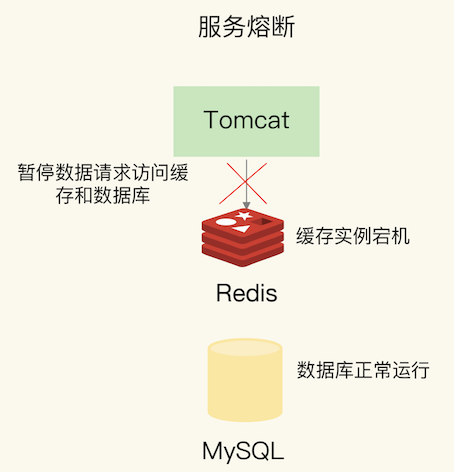 服务熔断
Tomcat
暂停数据请求访问缓
存和数据库
缓存实例宕机
Redis
数据库正常运行
MySQL